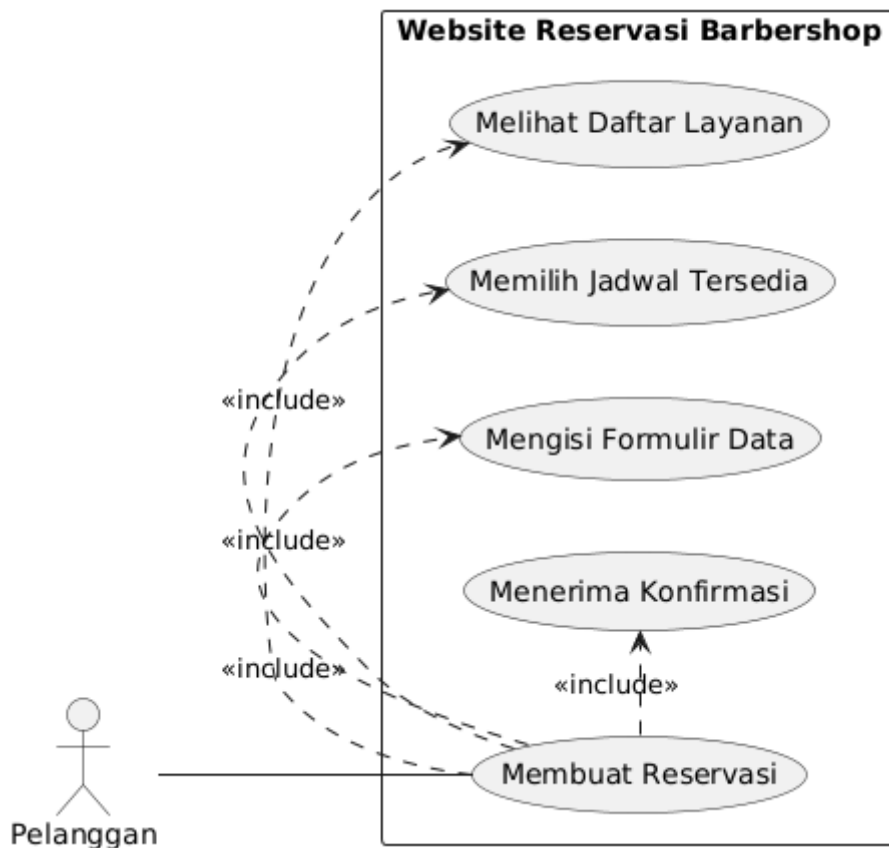 Website Reservasi Barbershop
Melihat Daftar Layanan
Memilih Jadwal Tersedia
«include»
Mengisi Formulir Data
«include»
Menerima Konfirmasi
«include»
«include»
Membuat Reservasi
Pelanggan